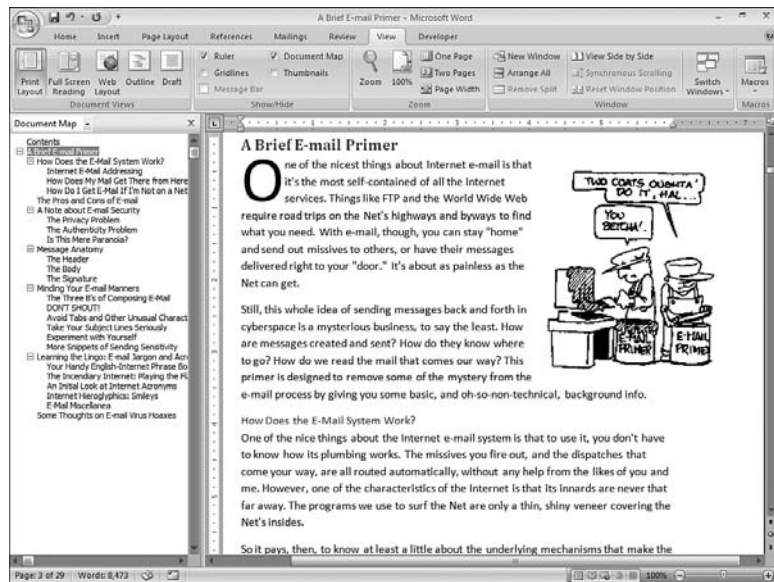 A Brief E-mail Primer - Microsoft Word
Home Insert Page Layout References Mailings Review View Developer
Print Layout
Full Screen Reading
Web Layout
Outline
Draft
Document Views
Ruler
Gridlines
Message Bar
Document Map
Thumbnails
Show/Hide
Zoom
100%
One Page
Two Pages
Page Width
Zoom
New Window
Arrange All
Remove Split
View Side by Side
Synchronous Scrolling
Reset Window Position
Switch Windows
Window
Macros
Macros
Document Map
Contents
A Brief E-mail Primer
How Does the E-Mail System Work?
Internet E-Mail Addressing
How Does My Mail Get There from Here
How Do I Get E-Mail If I'm Not on a Net
The Pros and Cons of E-mail
A Note about E-mail Security
The Privacy Problem
The Authenticity Problem
Is This Mere Paranoia?
Message Anatomy
The Header
The Body
The Signature
Minding Your E-mail Manners
The Three B's of Composing E-Mail
DON'T SHOUT!
Avoid Tabs and Other Unusual Charact
Take Your Subject Lines Seriously
Experiment with Yourself
More Snippets of Sending Sensitivity
Learning the Lingo: E-mail Jargon and Acr
Your Handy English-Internet Phrase Bo
The Incendiary Internet: Playing the Fl
An Initial Look at Internet Acronyms
Internet Hieroglyphics: Smileys
E-Mail Miscellanea
Some Thoughts on E-mail Virus Hoaxes
A Brief E-mail Primer
One of the nicest things about Internet e-mail is that
it's the most self-contained of all the Internet
services. Things like FTP and the World Wide Web
require road trips on the Net's highways and byways to find
what you need. With e-mail, though, you can stay "home"
and send out missives to others, or have their messages
delivered right to your "door." It's about as painless as the
Net can get.
TWO COATS OUGHTA'
DO IT, HAL...
YOU
BETCHA'.
E-MAIL
PRIMER
E-MAIL
PRIMER
Still, this whole idea of sending messages back and forth in
cyberspace is a mysterious business, to say the least. How
are messages created and sent? How do they know where
to go? How do we read the mail that comes our way? This
primer is designed to remove some of the mystery from the
e-mail process by giving you some basic, and oh-so-non-technical, background info.
How Does the E-Mail System Work?
One of the nice things about the Internet e-mail system is that to use it, you don't have
to know how its plumbing works. The missives you fire out, and the dispatches that
come your way, are all routed automatically, without any help from the likes of you and
me. However, one of the characteristics of the Internet is that its innards are never that
far away. The programs we use to surf the Net are only a thin, shiny veneer covering the
Net's insides.
So it pays, then, to know at least a little about the underlying mechanisms that make the
Page: 3 of 29 Words: 8,473 100%